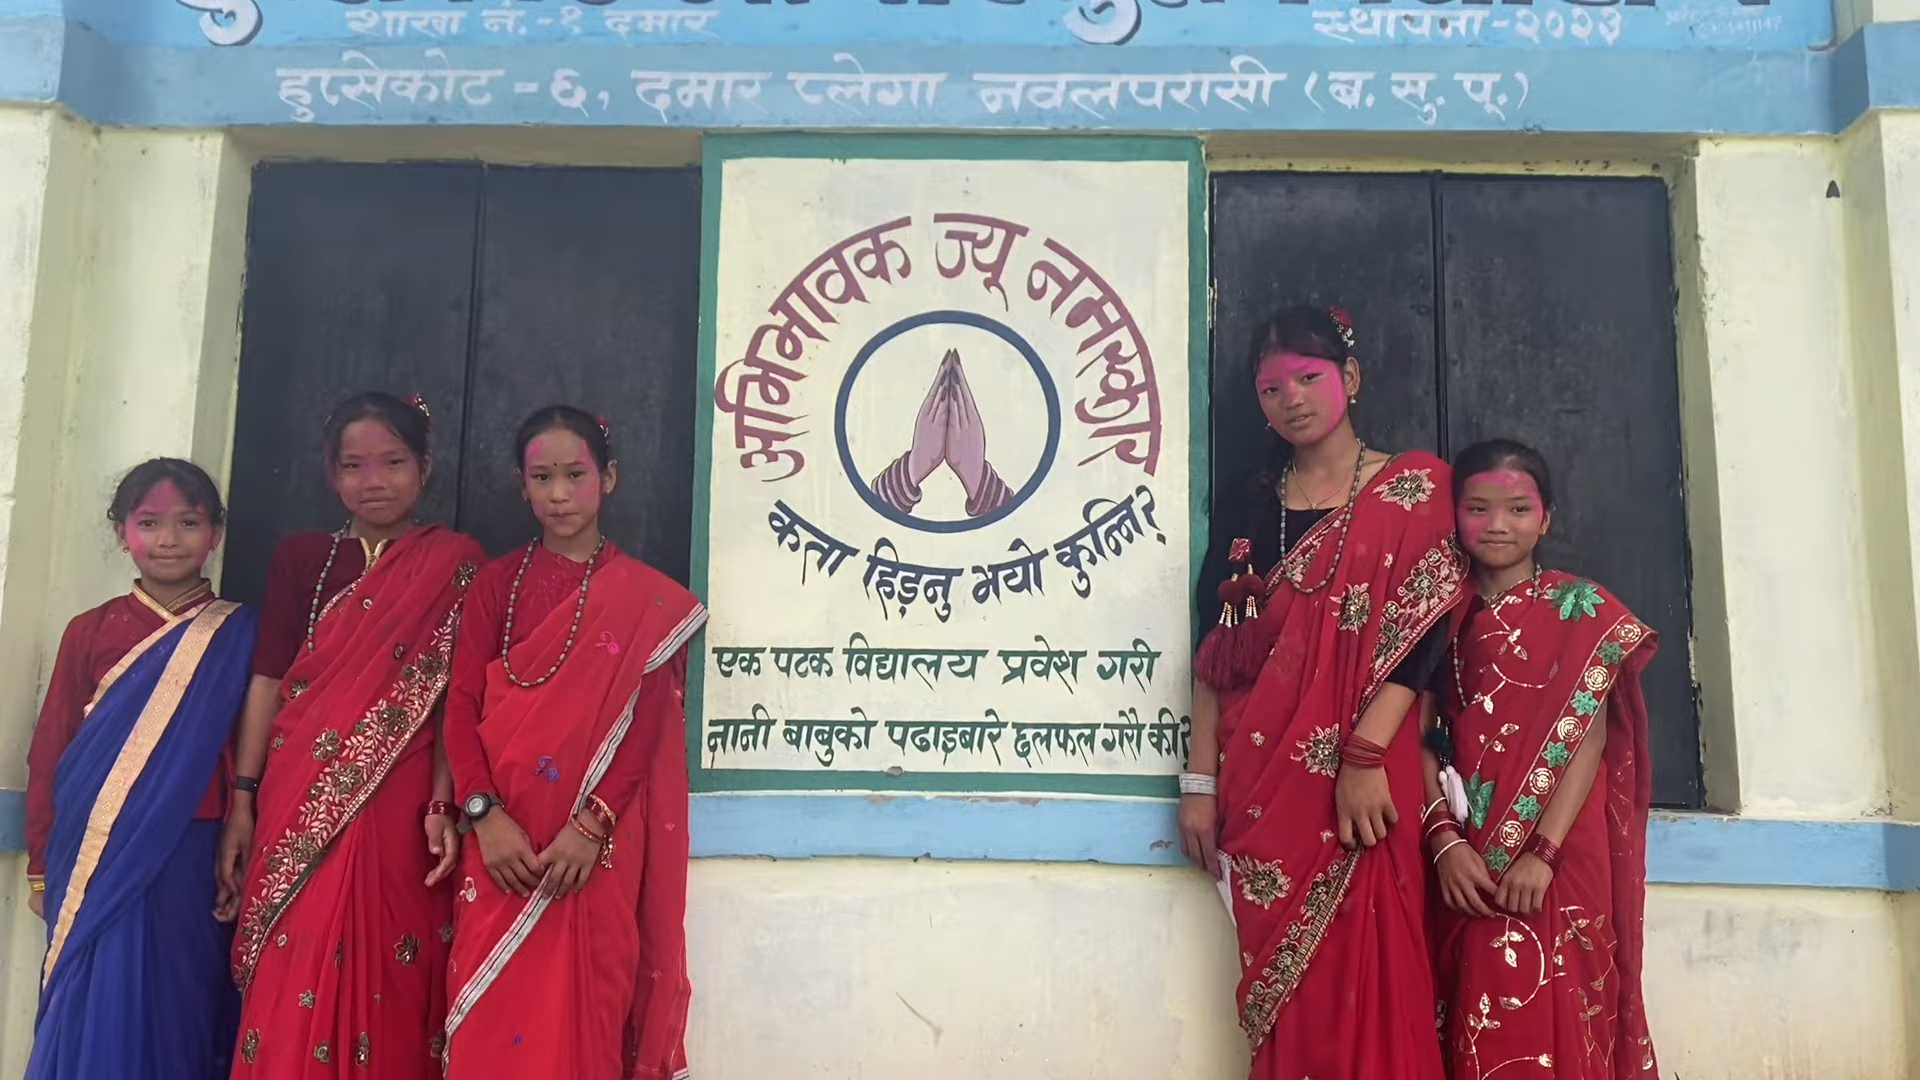 शाखा नं.-१ दमार
स्थापना-२०२३
हुप्सेकोट -६, दमार प्लेगा नवलपरासी (ब. सु. पू.)
अभिभावक ज्यू नमस्कार
कता हिड्नु भयो कुन्नि?
एक पटक विद्यालय प्रवेश गरी
नानी बाबुको पढाइबारे छलफल गरौ की?